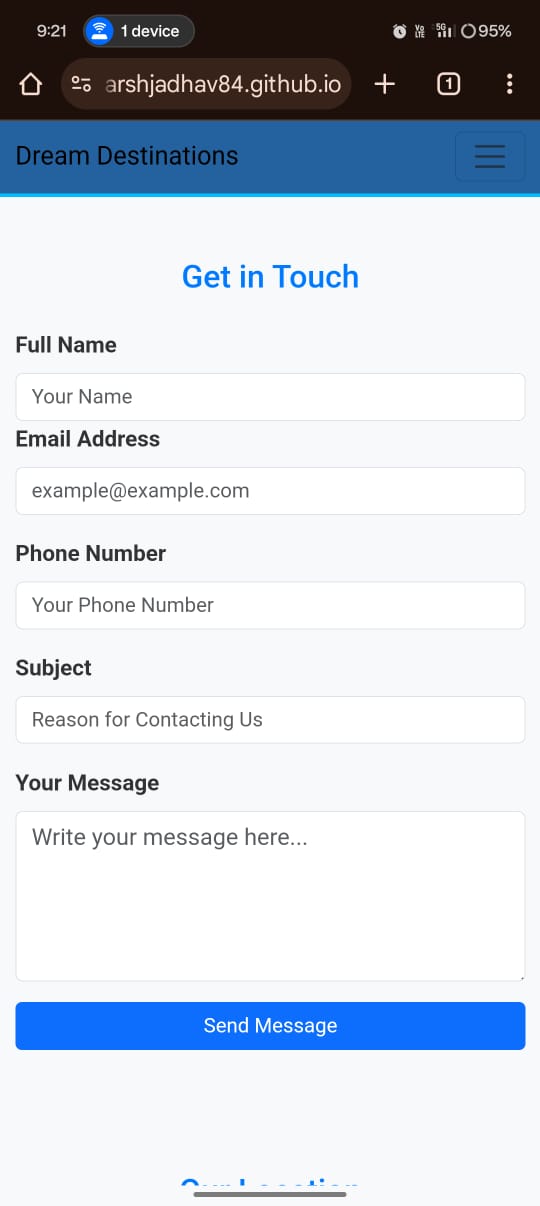 9:21 1 device Vo LTE 5G 95%
arshjadhav84.github.io 1
Dream Destinations
Get in Touch
Full Name
Your Name
Email Address
example@example.com
Phone Number
Your Phone Number
Subject
Reason for Contacting Us
Your Message
Write your message here...
Send Message
Our Location